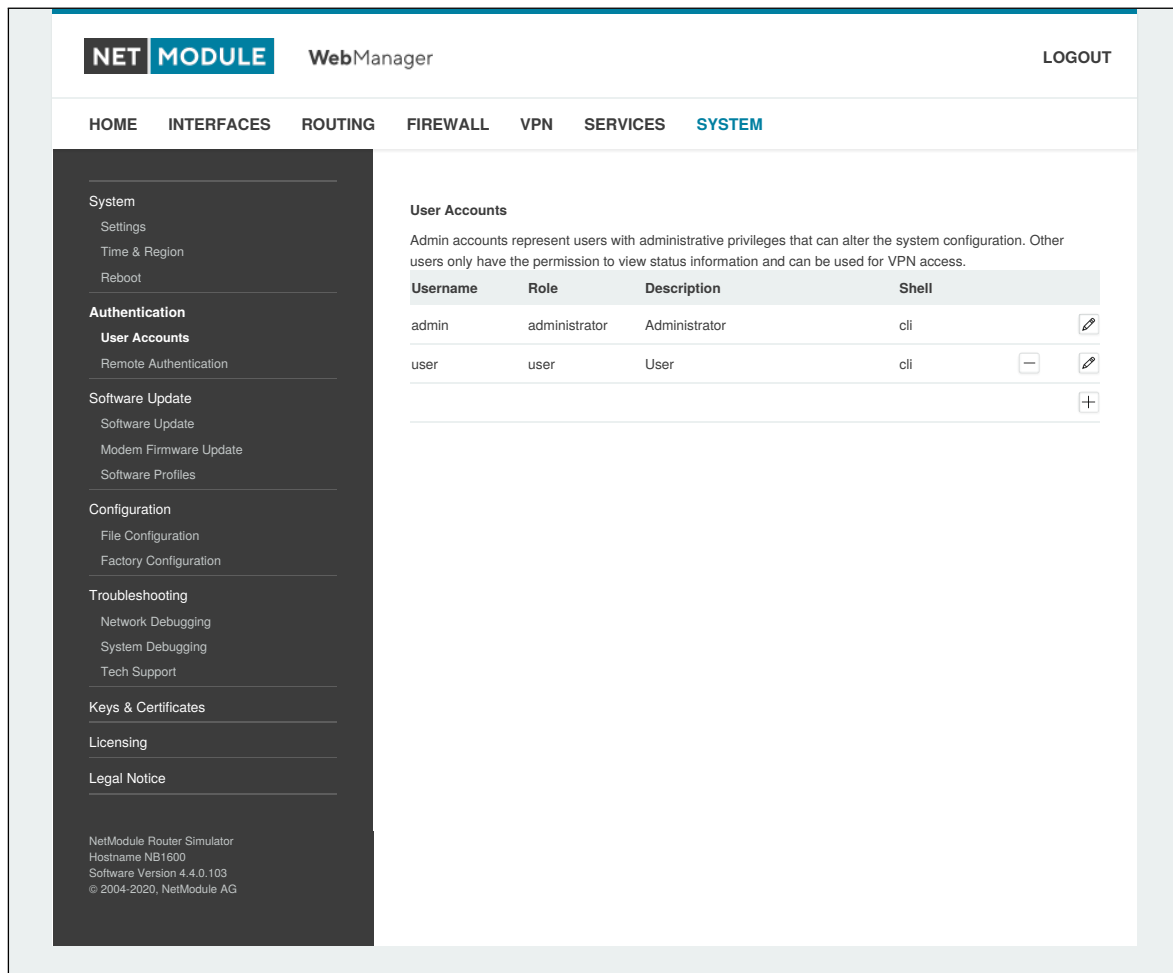 NET MODULE WebManager LOGOUT
HOME INTERFACES ROUTING FIREWALL VPN SERVICES SYSTEM
System
Settings
Time & Region
Reboot
Authentication
User Accounts
Remote Authentication
Software Update
Software Update
Modem Firmware Update
Software Profiles
Configuration
File Configuration
Factory Configuration
Troubleshooting
Network Debugging
System Debugging
Tech Support
Keys & Certificates
Licensing
Legal Notice
NetModule Router Simulator
Hostname NB1600
Software Version 4.4.0.103
© 2004-2020, NetModule AG
User Accounts
Admin accounts represent users with administrative privileges that can alter the system configuration. Other
users only have the permission to view status information and can be used for VPN access.
Username Role Description Shell
admin administrator Administrator cli
user user User cli